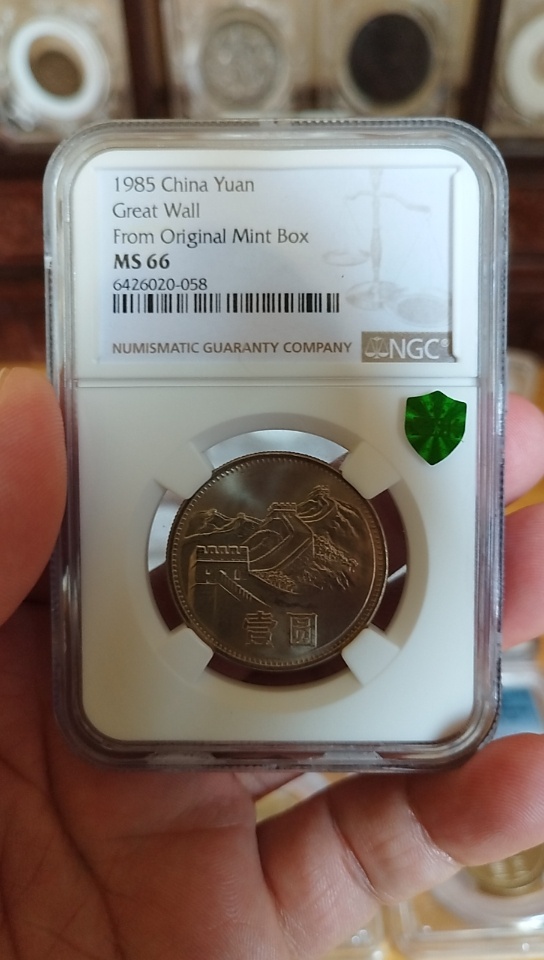 1985 China Yuan
Great Wall
From Original Mint Box
MS 66
6426020-058
NUMISMATIC GUARANTY COMPANY NGC®
壹圆